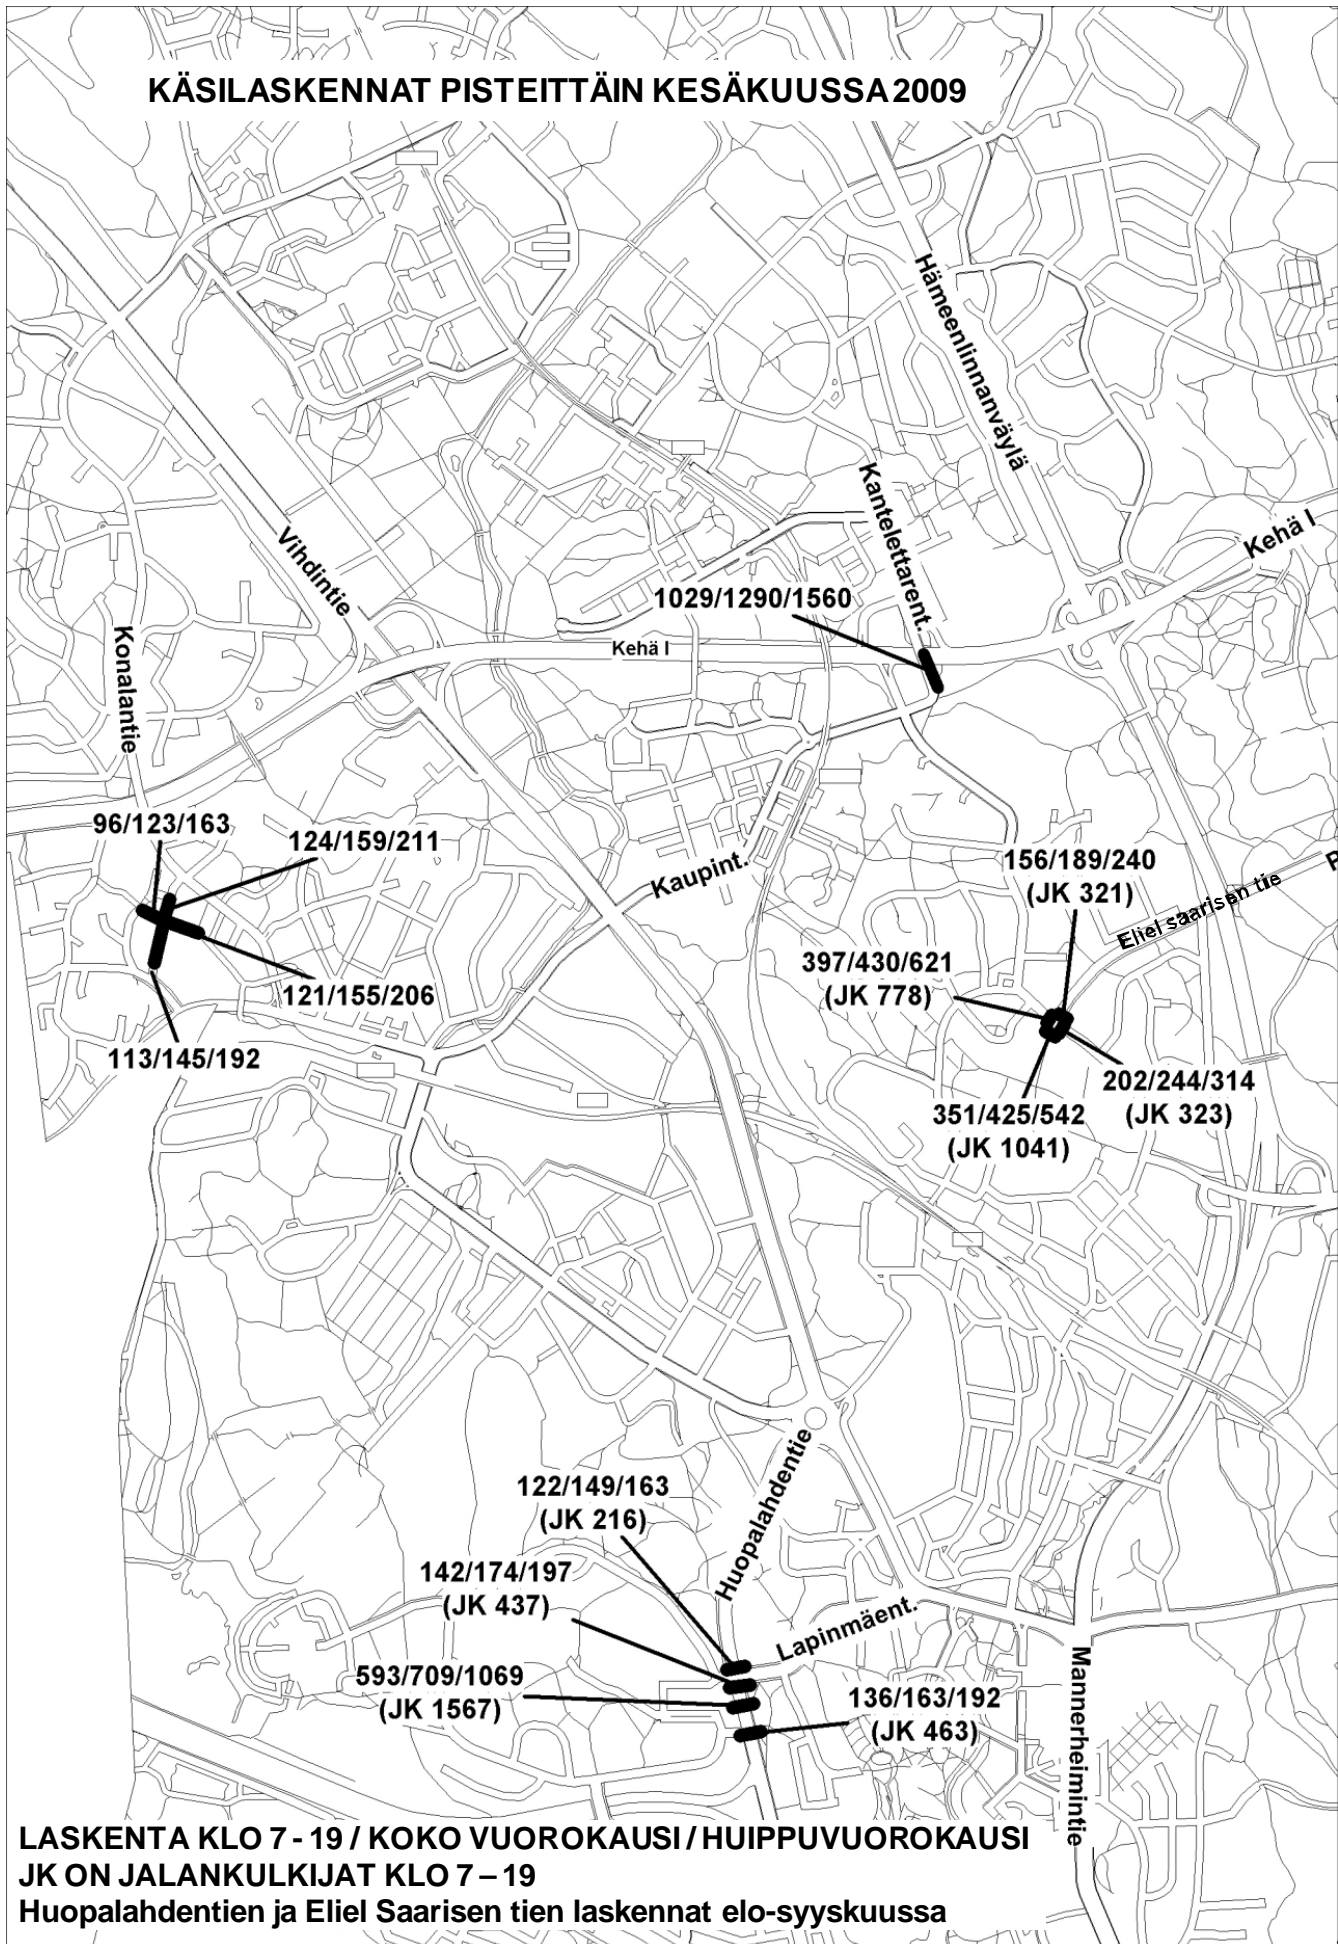 KÄSILASKENNAT PISTEITTÄIN KESÄKUUSSA 2009
Hämeenlinnanväylä
Kantelettarent.
Kehä I
Vihdintie
1029/1290/1560
Konalantie
Kehä I
96/123/163
124/159/211
Kaupint.
156/189/240
(JK 321)
Eliel saarisen tie
P
397/430/621
(JK 778)
121/155/206
113/145/192
202/244/314
(JK 323)
351/425/542
(JK 1041)
Huopalahdentie
122/149/163
(JK 216)
142/174/197
(JK 437)
Lapinmäent.
593/709/1069
(JK 1567)
136/163/192
(JK 463)
Mannerheimintie
LASKENTA KLO 7 - 19 / KOKO VUOROKAUSI / HUIPPUVUOROKAUSI
JK ON JALANKULKIJAT KLO 7 – 19
Huopalahdentien ja Eliel Saarisen tien laskennat elo-syyskuussa